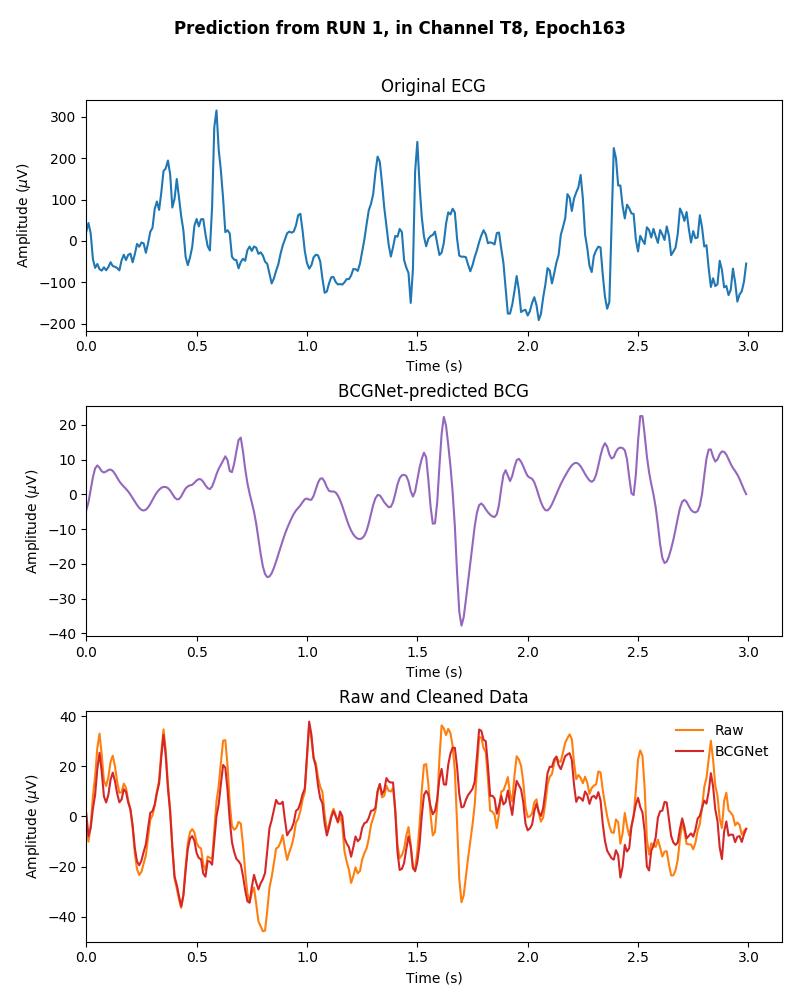 Prediction from RUN 1, in Channel T8, Epoch163
Original ECG
Amplitude (μV)
300
200
100
0
−100
−200
0.0 0.5 1.0 1.5 2.0 2.5 3.0
Time (s)
BCGNet-predicted BCG
Amplitude (μV)
20
10
0
−10
−20
−30
−40
0.0 0.5 1.0 1.5 2.0 2.5 3.0
Time (s)
Raw and Cleaned Data
Amplitude (μV)
40
20
0
−20
−40
Raw
BCGNet
0.0 0.5 1.0 1.5 2.0 2.5 3.0
Time (s)